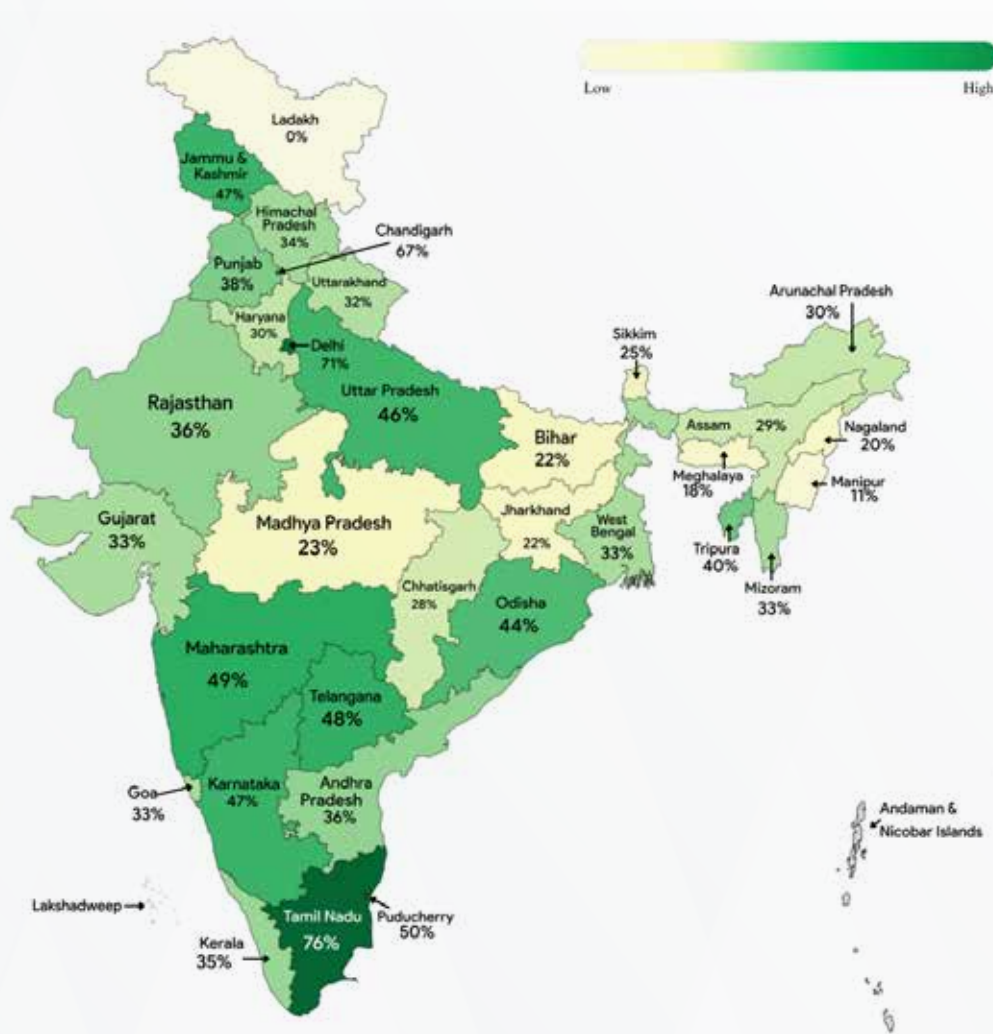 Low
High
Ladakh
0%
Jammu &
Kashmir
47%
Himachal
Pradesh
34%
Chandigarh
67%
Punjab
38%
Uttarakhand
32%
Haryana
30%
Delhi
71%
Arunachal Pradesh
30%
Sikkim
25%
Uttar Pradesh
46%
Rajasthan
36%
Bihar
22%
Assam
29%
Nagaland
20%
Meghalaya
18%
Manipur
11%
Jharkhand
22%
Gujarat
33%
Madhya Pradesh
23%
West
Bengal
33%
Tripura
40%
Mizoram
33%
Chhatisgarh
28%
Odisha
44%
Maharashtra
49%
Telangana
48%
Goa
33%
Karnataka
47%
Andhra
Pradesh
36%
Andaman &
Nicobar Islands
Lakshadweep
Tamil Nadu
76%
Puducherry
50%
Kerala
35%